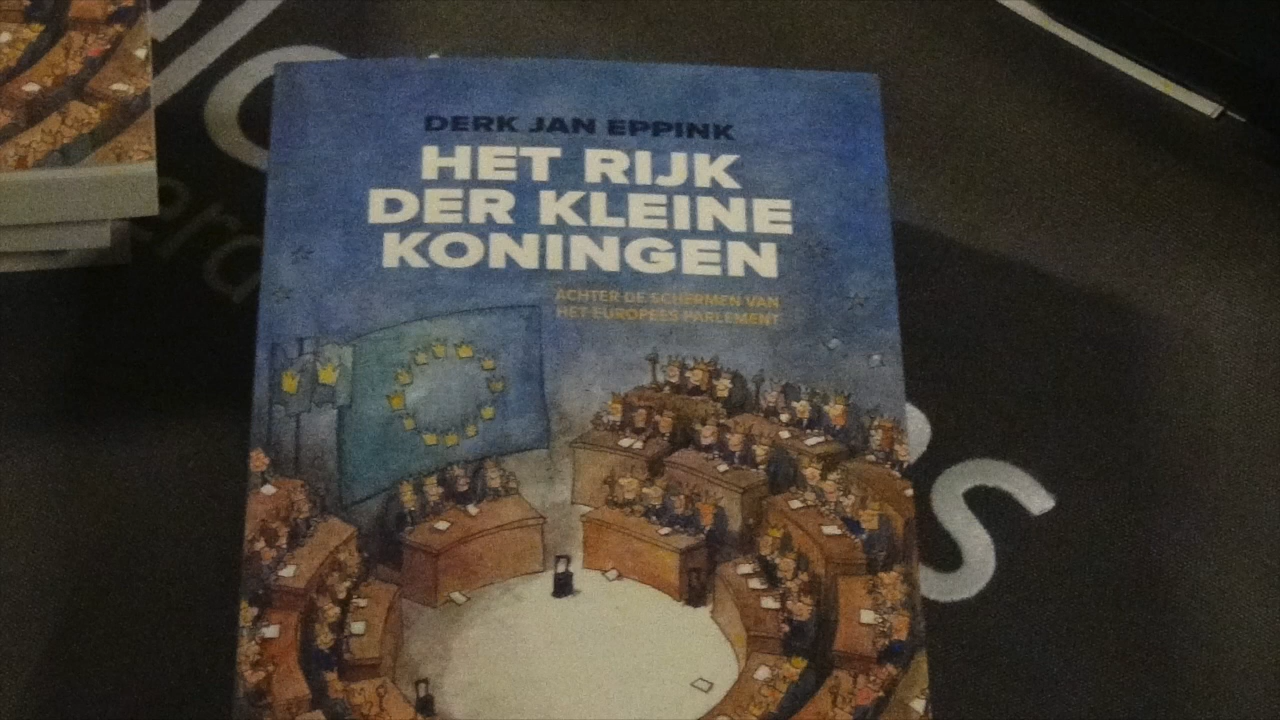 DERK JAN EPPINK
HET RIJK
DER KLEINE
KONINGEN
ACHTER DE SCHERMEN VAN
HET EUROPEES PARLEMENT